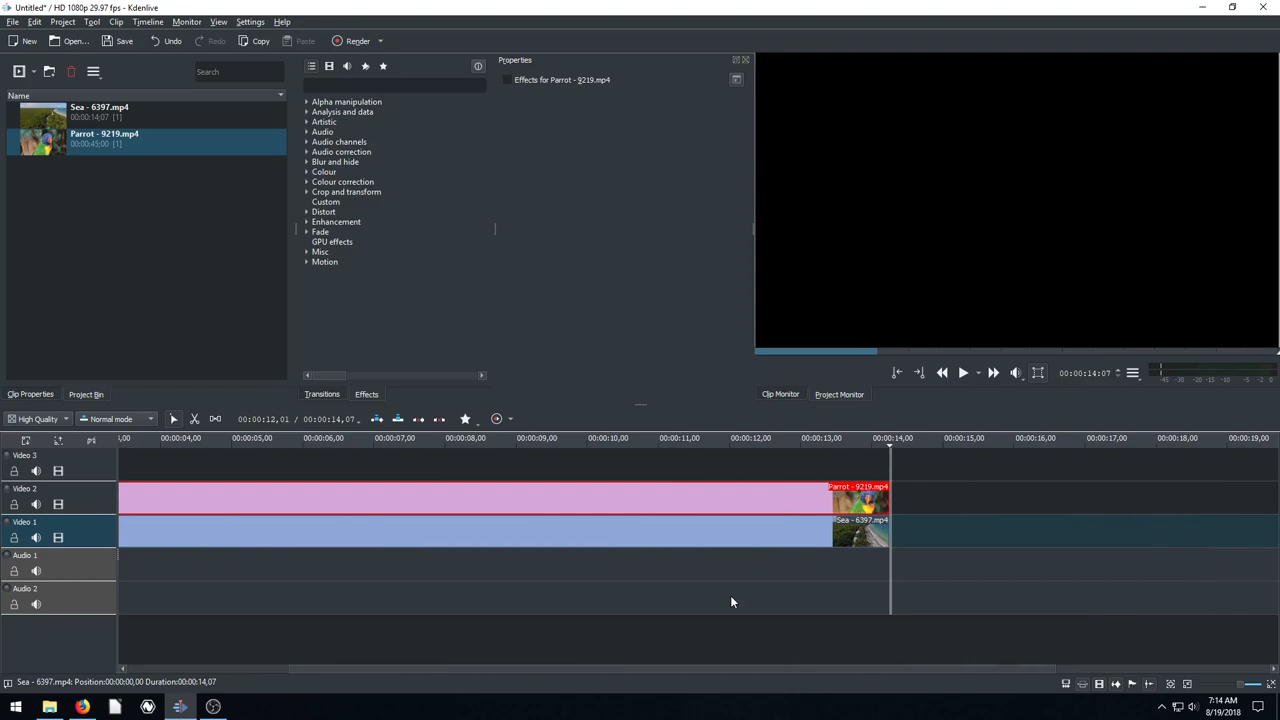 Untitled* / HD 1080p 29.97 fps - Kdenlive
File Edit Project Tool Clip Timeline Monitor View Settings Help
New Open... Save Undo Redo Copy Paste Render
Search
Properties
Effects for Parrot - 9219.mp4
Name
Sea - 6397.mp4
00:00:14;07 [1]
Parrot - 9219.mp4
00:00:45;00 [1]
Alpha manipulation
Analysis and data
Artistic
Audio
Audio channels
Audio correction
Blur and hide
Colour
Colour correction
Crop and transform
Custom
Distort
Enhancement
Fade
GPU effects
Misc
Motion
00:00:14:07
-45 -30 -20 -15 -10 -5 -2 0
Clip Properties Project Bin Transitions Effects Clip Monitor Project Monitor
High Quality Normal mode 00:00:12,01 / 00:00:14,07
3,00 00:00:04,00 00:00:05,00 00:00:06,00 00:00:07,00 00:00:08,00 00:00:09,00 00:00:10,00 00:00:11,00 00:00:12,00 00:00:13,00 00:00:14,00 00:00:15,00 00:00:16,00 00:00:17,00 00:00:18,00 00:00:19,00
Video 3
Video 2
Parrot - 9219.mp4
Video 1
Sea - 6397.mp4
Audio 1
Audio 2
Sea - 6397.mp4: Position:00:00:00,00 Duration:00:00:14,07
7:14 AM
8/19/2018